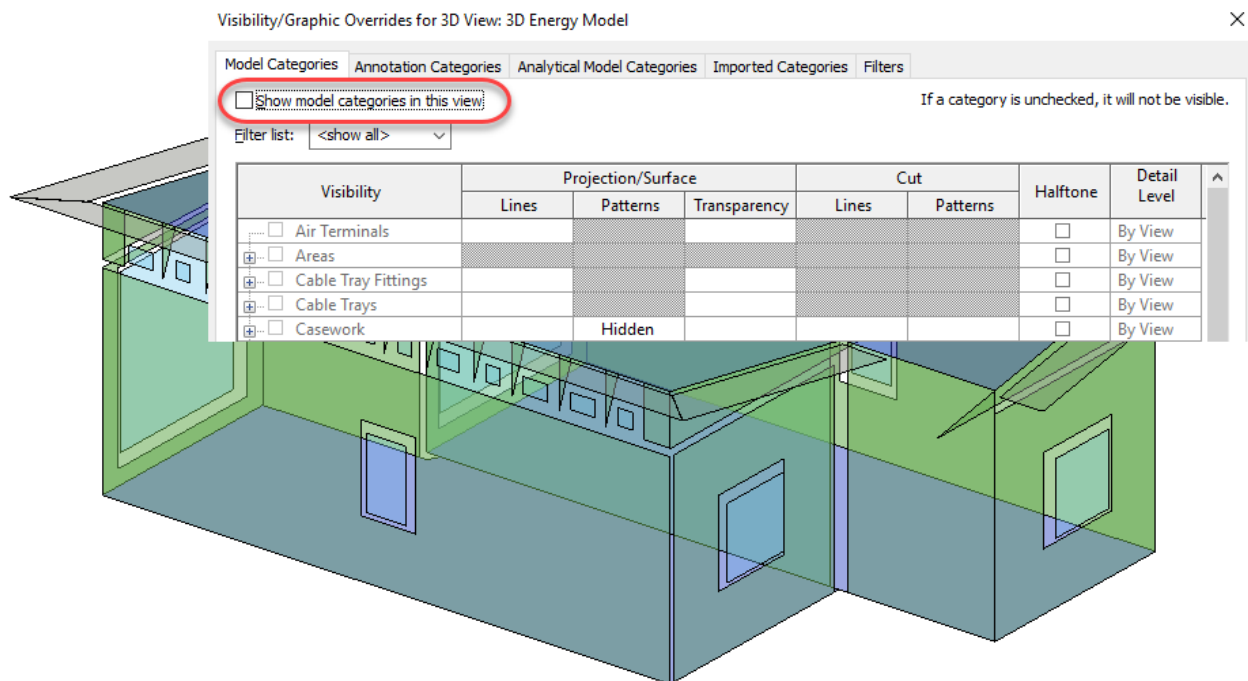 Visibility/Graphic Overrides for 3D View: 3D Energy Model
Model Categories Annotation Categories Analytical Model Categories Imported Categories Filters
Show model categories in this view If a category is unchecked, it will not be visible.
Filter list: <show all>
Visibility Projection/Surface Cut Halftone Detail Level
Lines Patterns Transparency Lines Patterns
Air Terminals By View
Areas By View
Cable Tray Fittings By View
Cable Trays By View
Casework Hidden By View